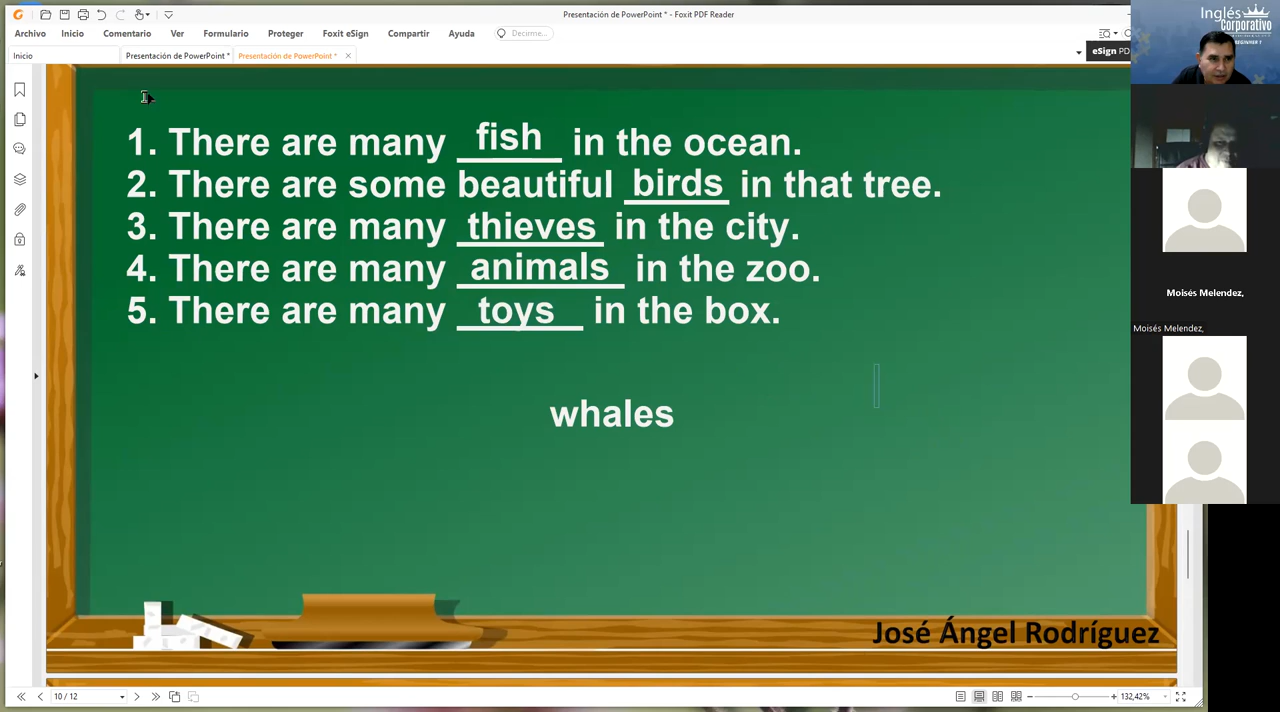 Presentación de PowerPoint * - Foxit PDF Reader
Archivo Inicio Comentario Ver Formulario Proteger Foxit eSign Compartir Ayuda Decirme...
Inicio Presentación de PowerPoint * Presentación de PowerPoint *
eSign PD
Inglés
Corporativo
BEGINNER 1
1. There are many fish in the ocean.
2. There are some beautiful birds in that tree.
3. There are many thieves in the city.
4. There are many animals in the zoo.
5. There are many toys in the box.
whales
José Ángel Rodríguez
Moisés Melendez,
Moisés Melendez,
10 / 12
132,42%